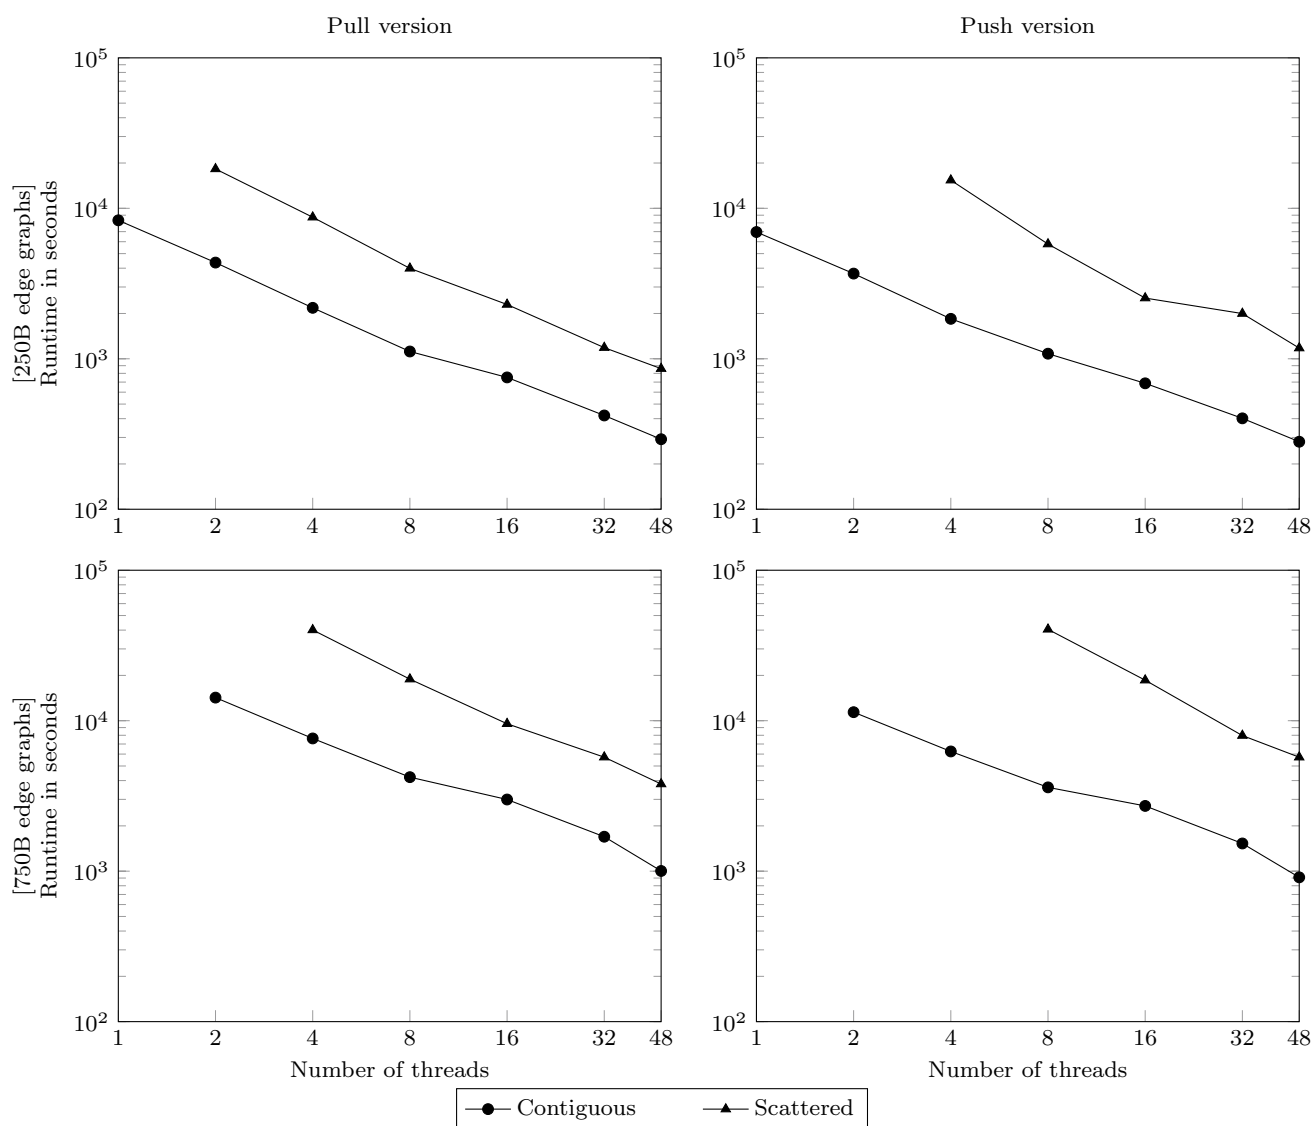 Pull version
Push version
[250B edge graphs]
Runtime in seconds
10^5
10^4
10^3
10^2
1 2 4 8 16 32 48
10^5
10^4
10^3
10^2
1 2 4 8 16 32 48
[750B edge graphs]
Runtime in seconds
10^5
10^4
10^3
10^2
1 2 4 8 16 32 48
Number of threads
10^5
10^4
10^3
10^2
1 2 4 8 16 32 48
Number of threads
Contiguous
Scattered